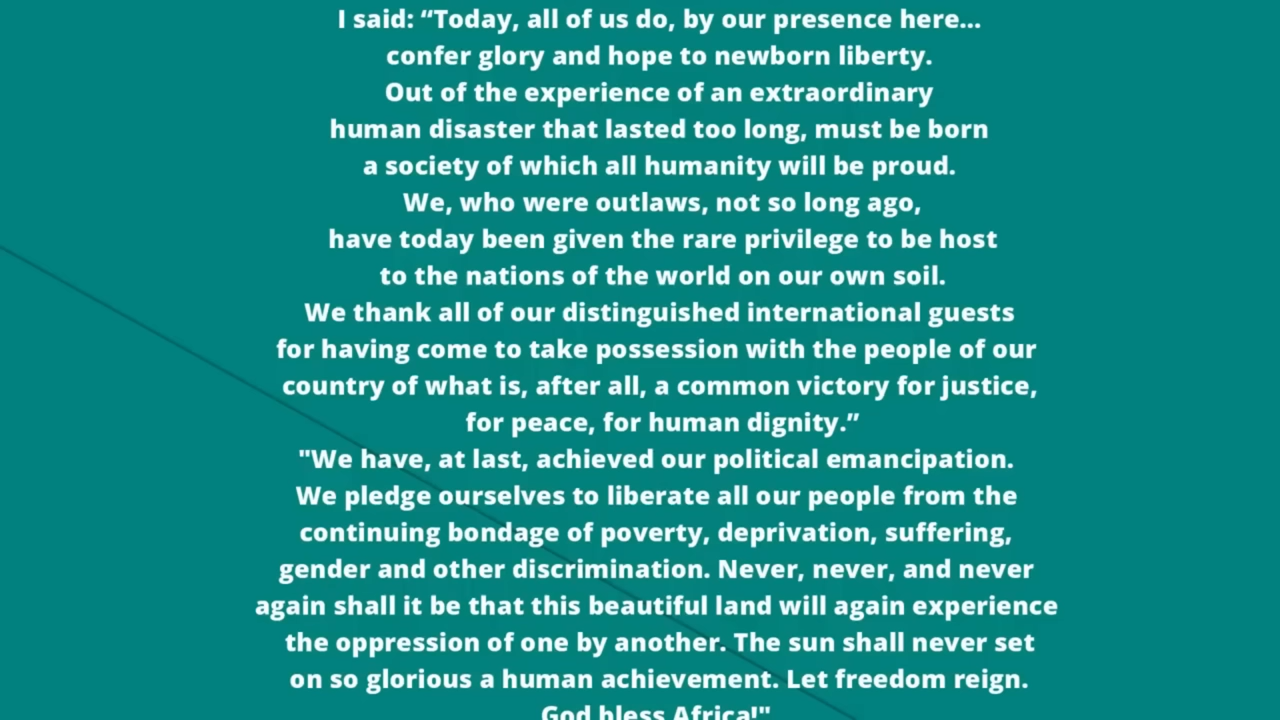 I said: “Today, all of us do, by our presence here...
confer glory and hope to newborn liberty.
Out of the experience of an extraordinary
human disaster that lasted too long, must be born
a society of which all humanity will be proud.
We, who were outlaws, not so long ago,
have today been given the rare privilege to be host
to the nations of the world on our own soil.
We thank all of our distinguished international guests
for having come to take possession with the people of our
country of what is, after all, a common victory for justice,
for peace, for human dignity.”
"We have, at last, achieved our political emancipation.
We pledge ourselves to liberate all our people from the
continuing bondage of poverty, deprivation, suffering,
gender and other discrimination. Never, never, and never
again shall it be that this beautiful land will again experience
the oppression of one by another. The sun shall never set
on so glorious a human achievement. Let freedom reign.
God bless Africa!"